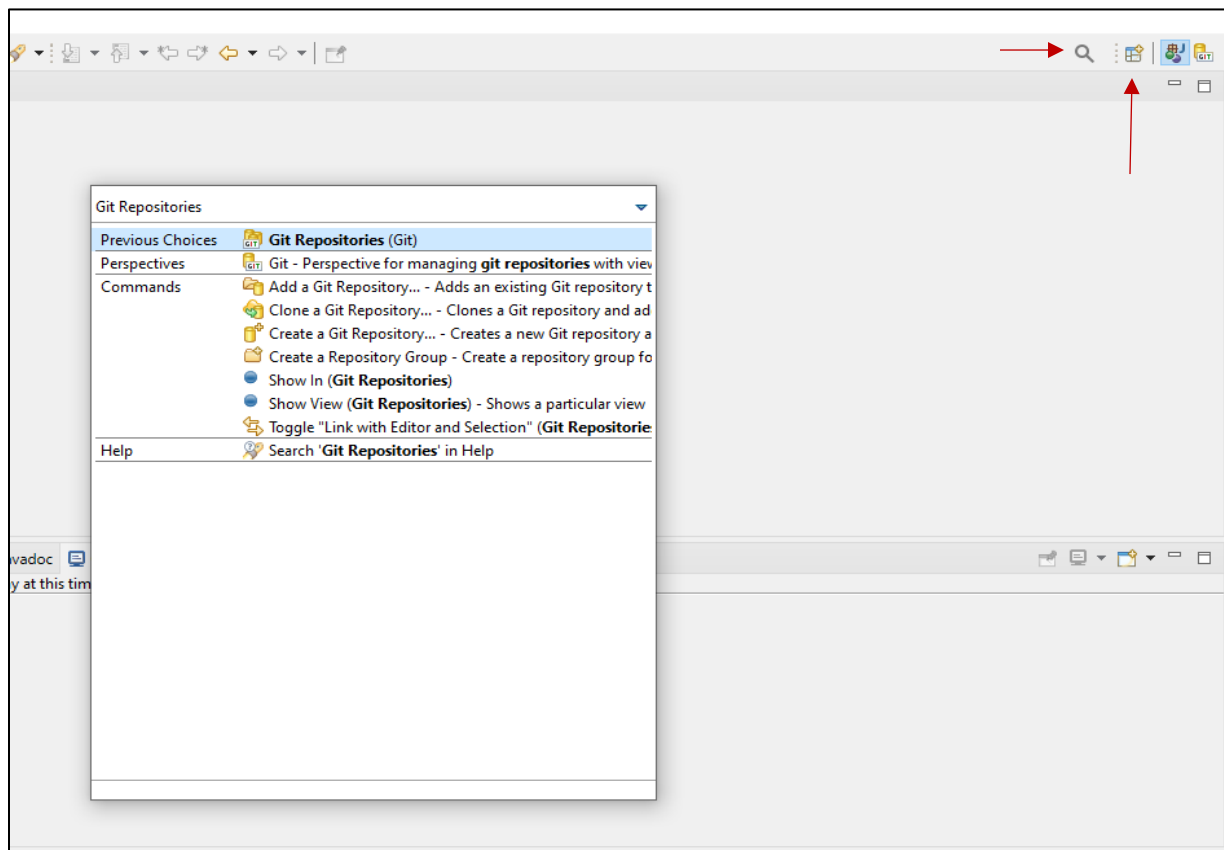 GIT
Git Repositories
Previous Choices Git Repositories (Git)
Perspectives Git - Perspective for managing git repositories with view
Commands Add a Git Repository... - Adds an existing Git repository t
Clone a Git Repository... - Clones a Git repository and ad
Create a Git Repository... - Creates a new Git repository a
Create a Repository Group - Create a repository group fo
Show In (Git Repositories)
Show View (Git Repositories) - Shows a particular view
Toggle "Link with Editor and Selection" (Git Repositorie
Help Search 'Git Repositories' in Help
vadoc
y at this tim